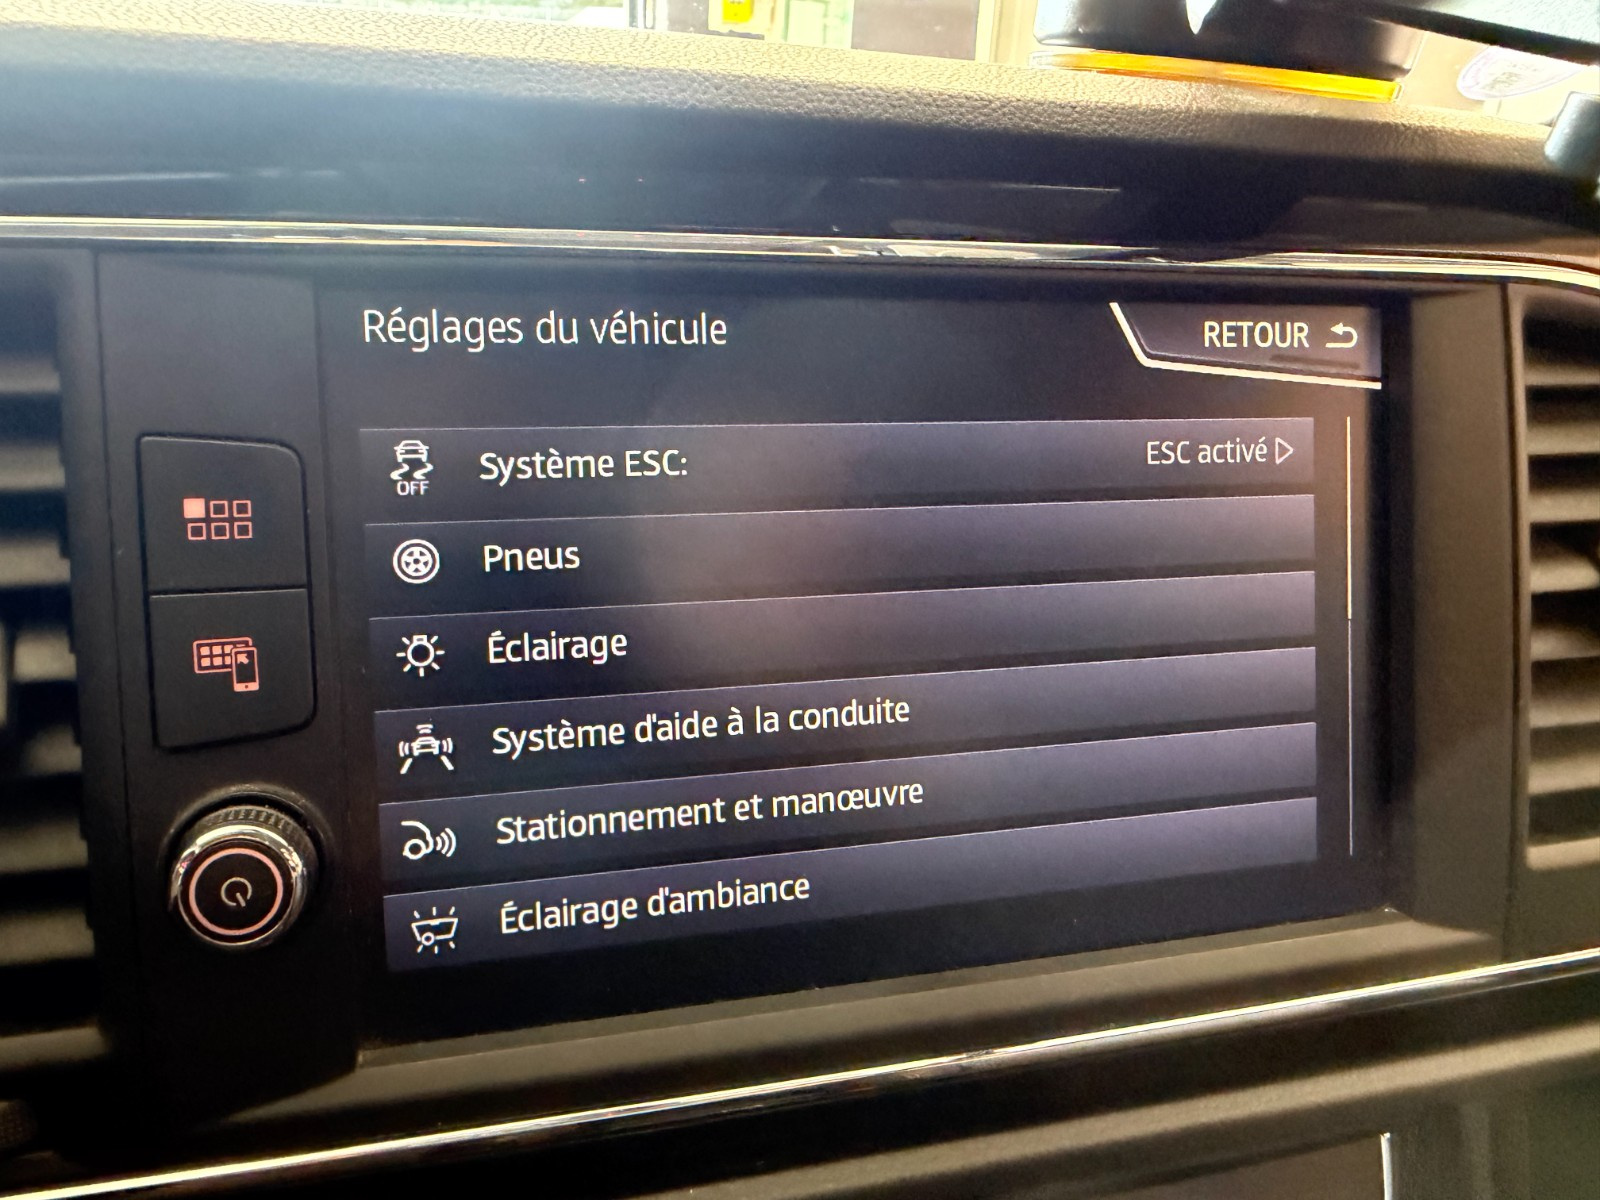 Réglages du véhicule
RETOUR
Système ESC:
ESC activé
OFF
Pneus
Éclairage
Système d'aide à la conduite
Stationnement et manœuvre
Éclairage d'ambiance